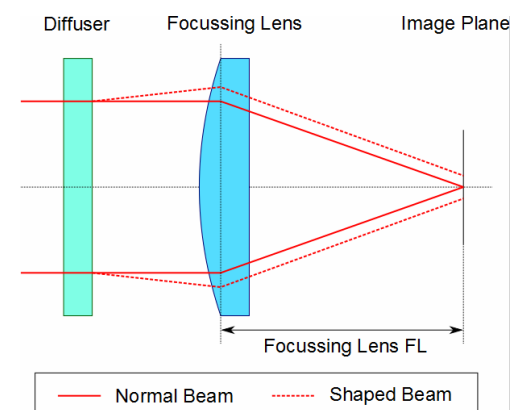 Diffuser Focussing Lens Image Plane
Focussing Lens FL
Normal Beam Shaped Beam